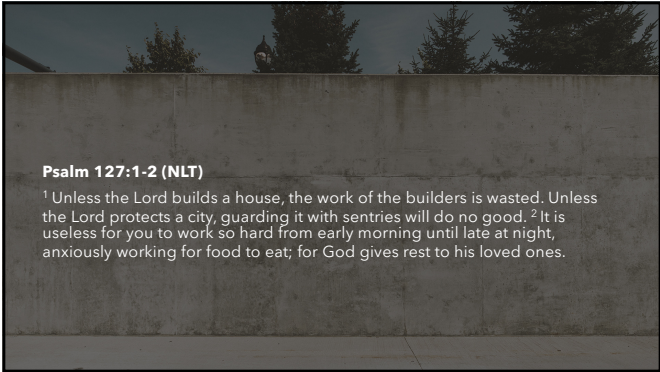 Psalm 127:1-2 (NLT)
1 Unless the Lord builds a house, the work of the builders is wasted. Unless
the Lord protects a city, guarding it with sentries will do no good. 2 It is
useless for you to work so hard from early morning until late at night,
anxiously working for food to eat; for God gives rest to his loved ones.